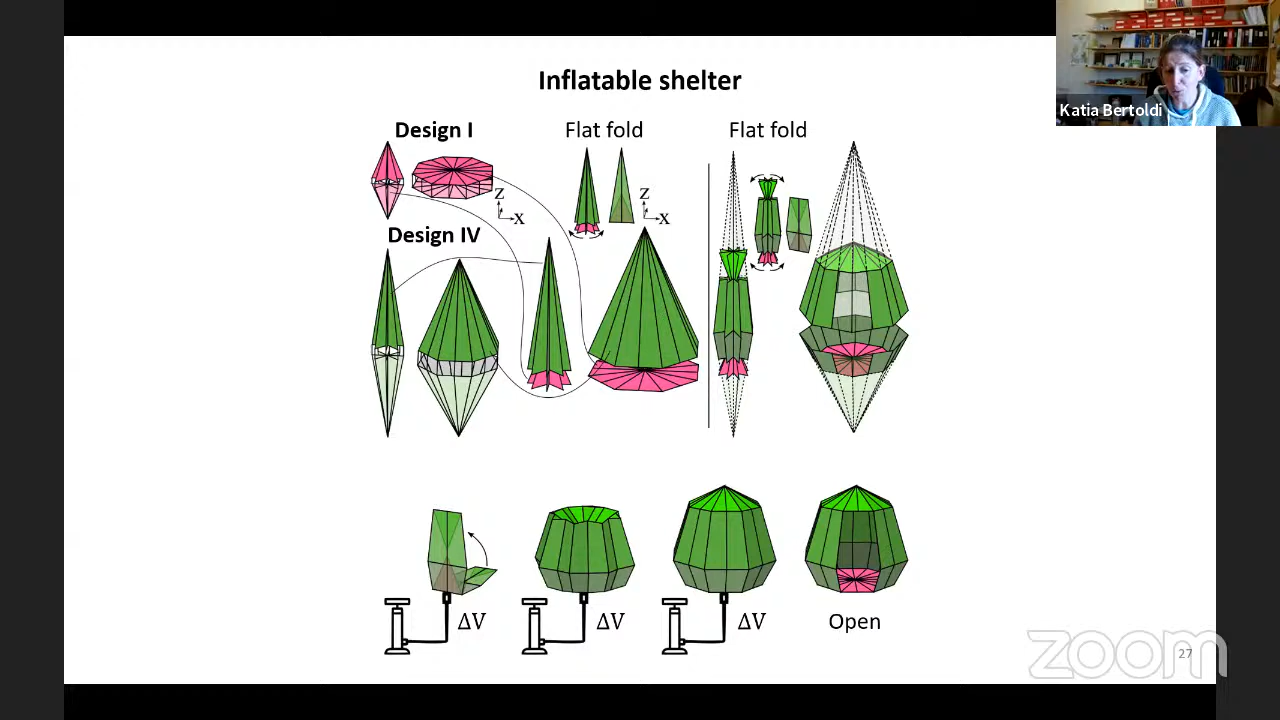 Inflatable shelter
Design I
Flat fold
Flat fold
Z
X
Z
X
Design IV
ΔV
ΔV
ΔV
Open
27
Katia Bertoldi
zoom